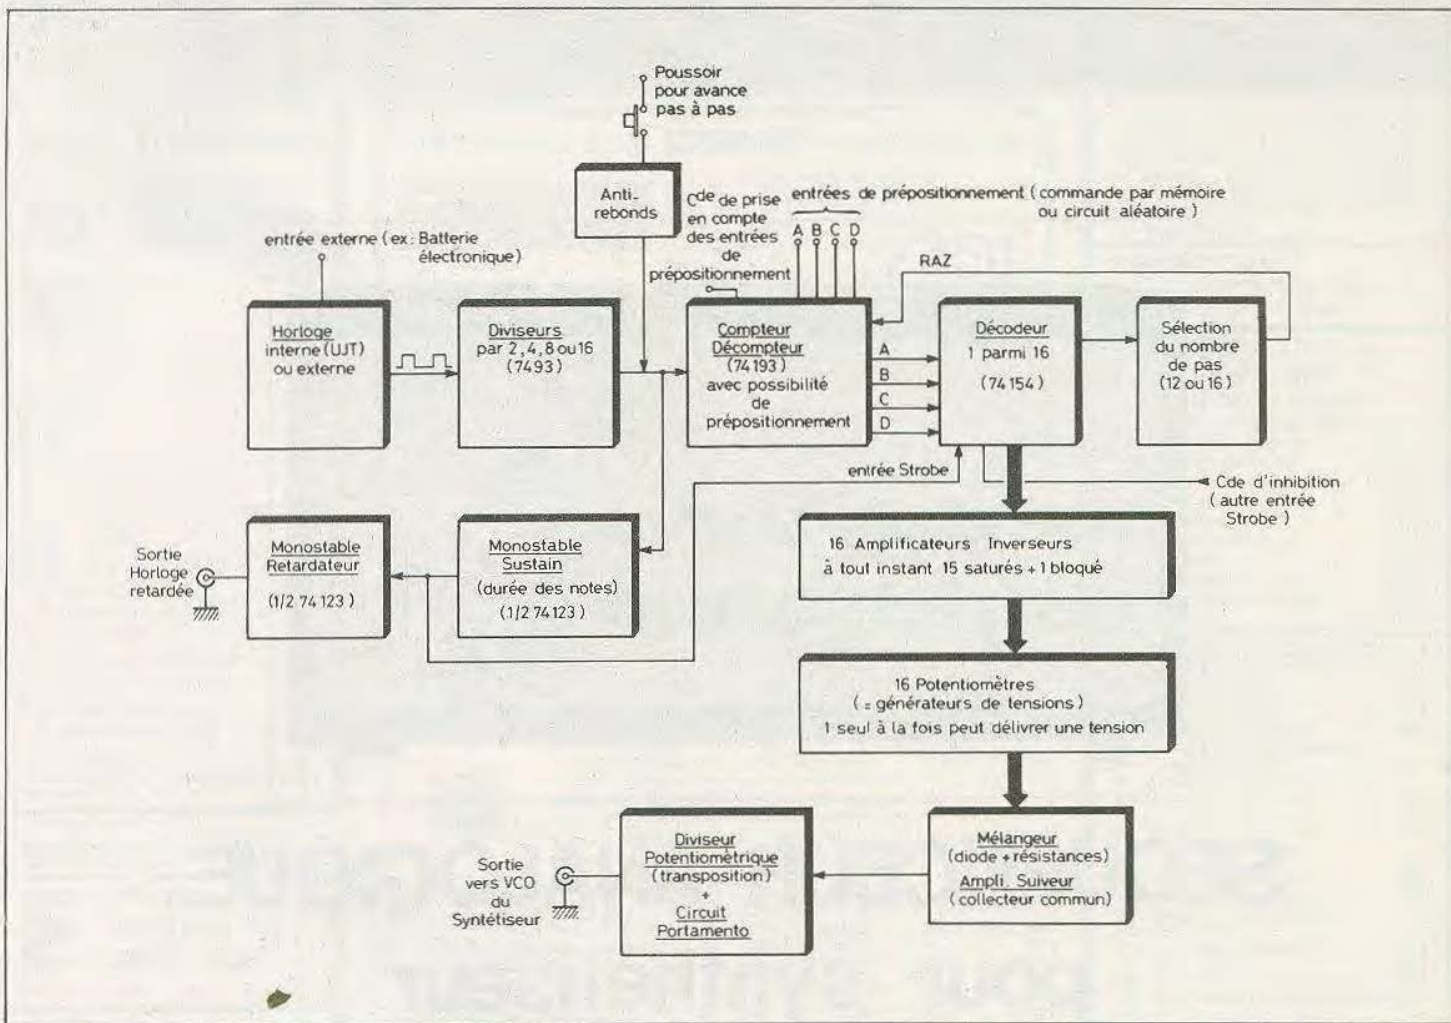 Poussoir
pour avance
pas à pas
Anti-
rebonds
Cde de prise
en compte
des entrées
de
prépositionnement
entrées de prépositionnement ( commande par mémoire
ou circuit aléatoire )
A B C D
entrée externe ( ex: Batterie
électronique)
RAZ
Horloge
interne (UJT)
ou externe
Diviseurs
par 2, 4, 8 ou 16
(7493)
Compteur
Décompteur
(74193)
avec possibilité
de
prépositionnement
A
B
C
D
Décodeur
1 parmi 16
(74154)
Sélection
du nombre
de pas
(12 ou 16)
entrée Strobe
Cde d'inhibition
( autre entrée
Strobe )
Sortie
Horloge
retardée
Monostable
Retardateur
(1/2 74123)
Monostable
Sustain
(durée des notes)
(1/2 74123)
16 Amplificateurs Inverseurs
à tout instant 15 saturés + 1 bloqué
16 Potentiomètres
( = générateurs de tensions)
1 seul à la fois peut délivrer une tension
Sortie
vers VCO
du
Syntétiseur
Diviseur
Potentiométrique
(transposition)
+
Circuit
Portamento
Mélangeur
(diode + résistances)
Ampli. Suiveur
(collecteur commun)